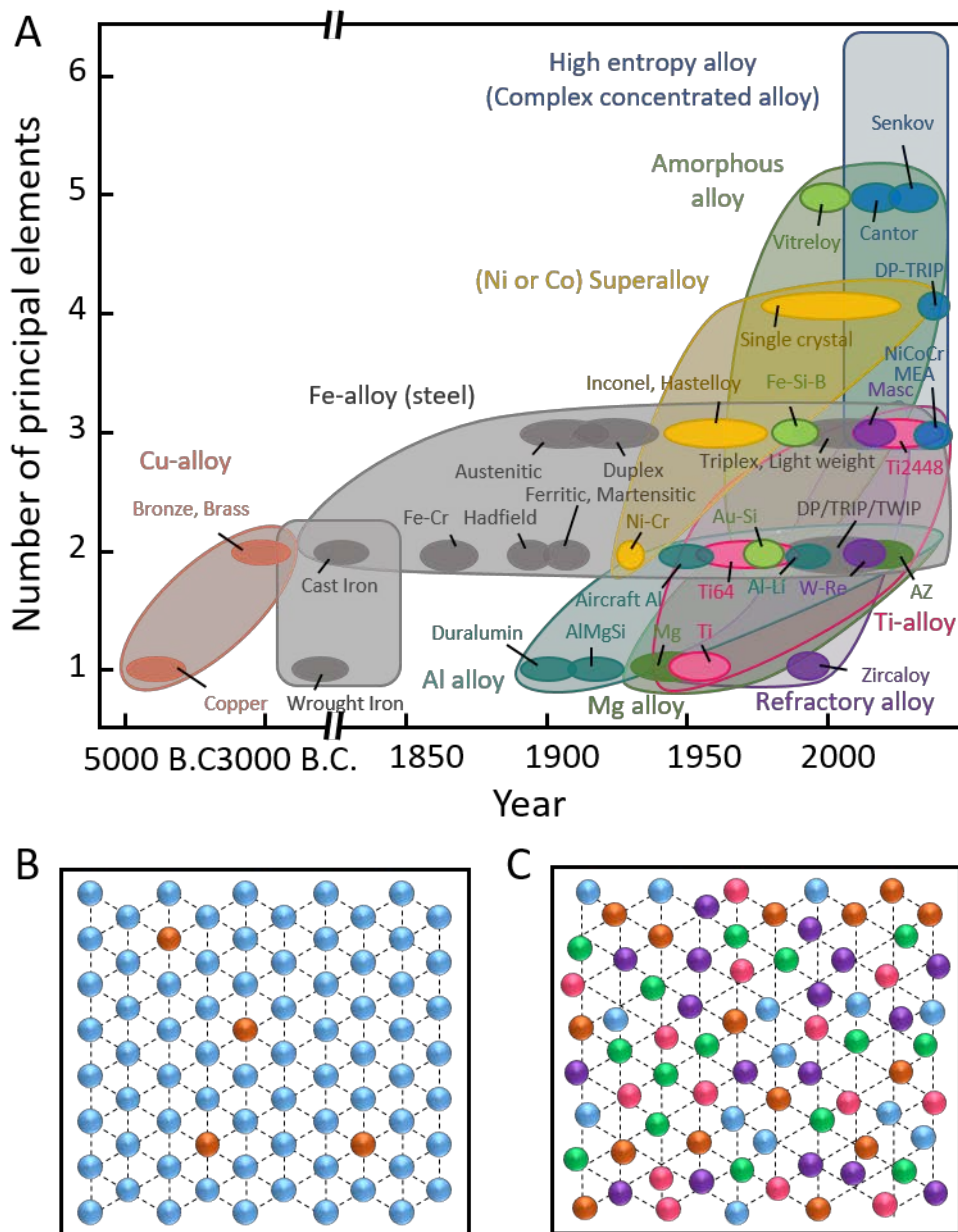 A
Number of principal elements
6
5
4
3
2
1
High entropy alloy
(Complex concentrated alloy)
Senkov
Amorphous
alloy
Vitreloy
Cantor
DP-TRIP
(Ni or Co) Superalloy
Single crystal
NiCoCr
MEA
Inconel, Hastelloy
Fe-Si-B
Masc
Fe-alloy (steel)
Austenitic
Duplex
Triplex, Light weight
Ti2448
Cu-alloy
Bronze, Brass
Ferritic, Martensitic
Fe-Cr
Hadfield
Ni-Cr
Au-Si
DP/TRIP/TWIP
Cast Iron
Aircraft Al
Ti64
Al-Li
W-Re
AZ
Ti-alloy
Duralumin
AlMgSi
Mg
Ti
Al alloy
Zircaloy
Copper
Wrought Iron
Mg alloy
Refractory alloy
5000 B.C.
3000 B.C.
1850
1900
1950
2000
Year
B
C